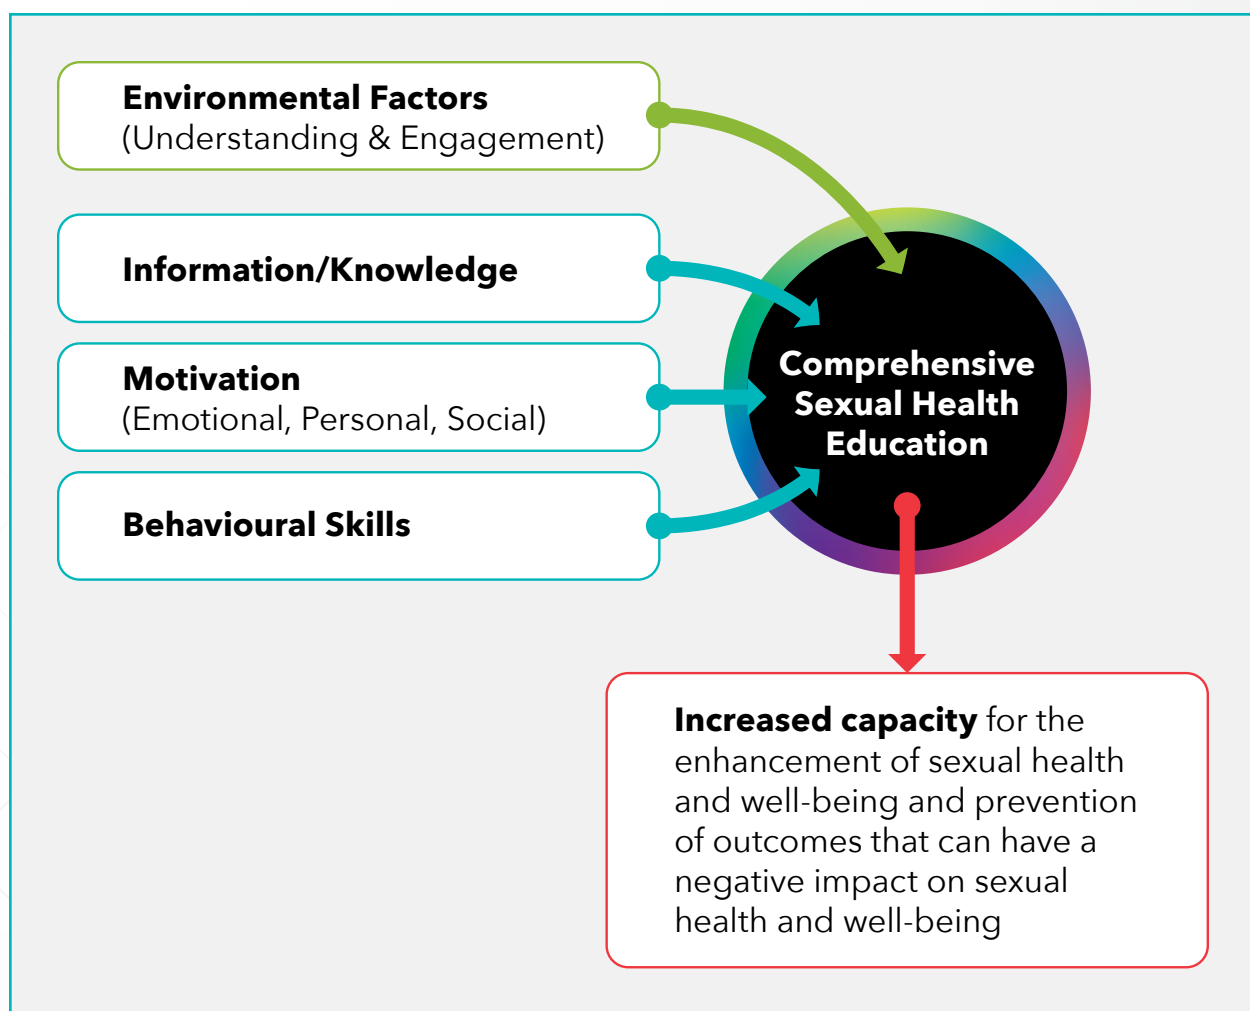 Environmental Factors
(Understanding & Engagement)
Information/Knowledge
Motivation
(Emotional, Personal, Social)
Behavioural Skills
Comprehensive
Sexual Health
Education
Increased capacity for the
enhancement of sexual health
and well-being and prevention
of outcomes that can have a
negative impact on sexual
health and well-being